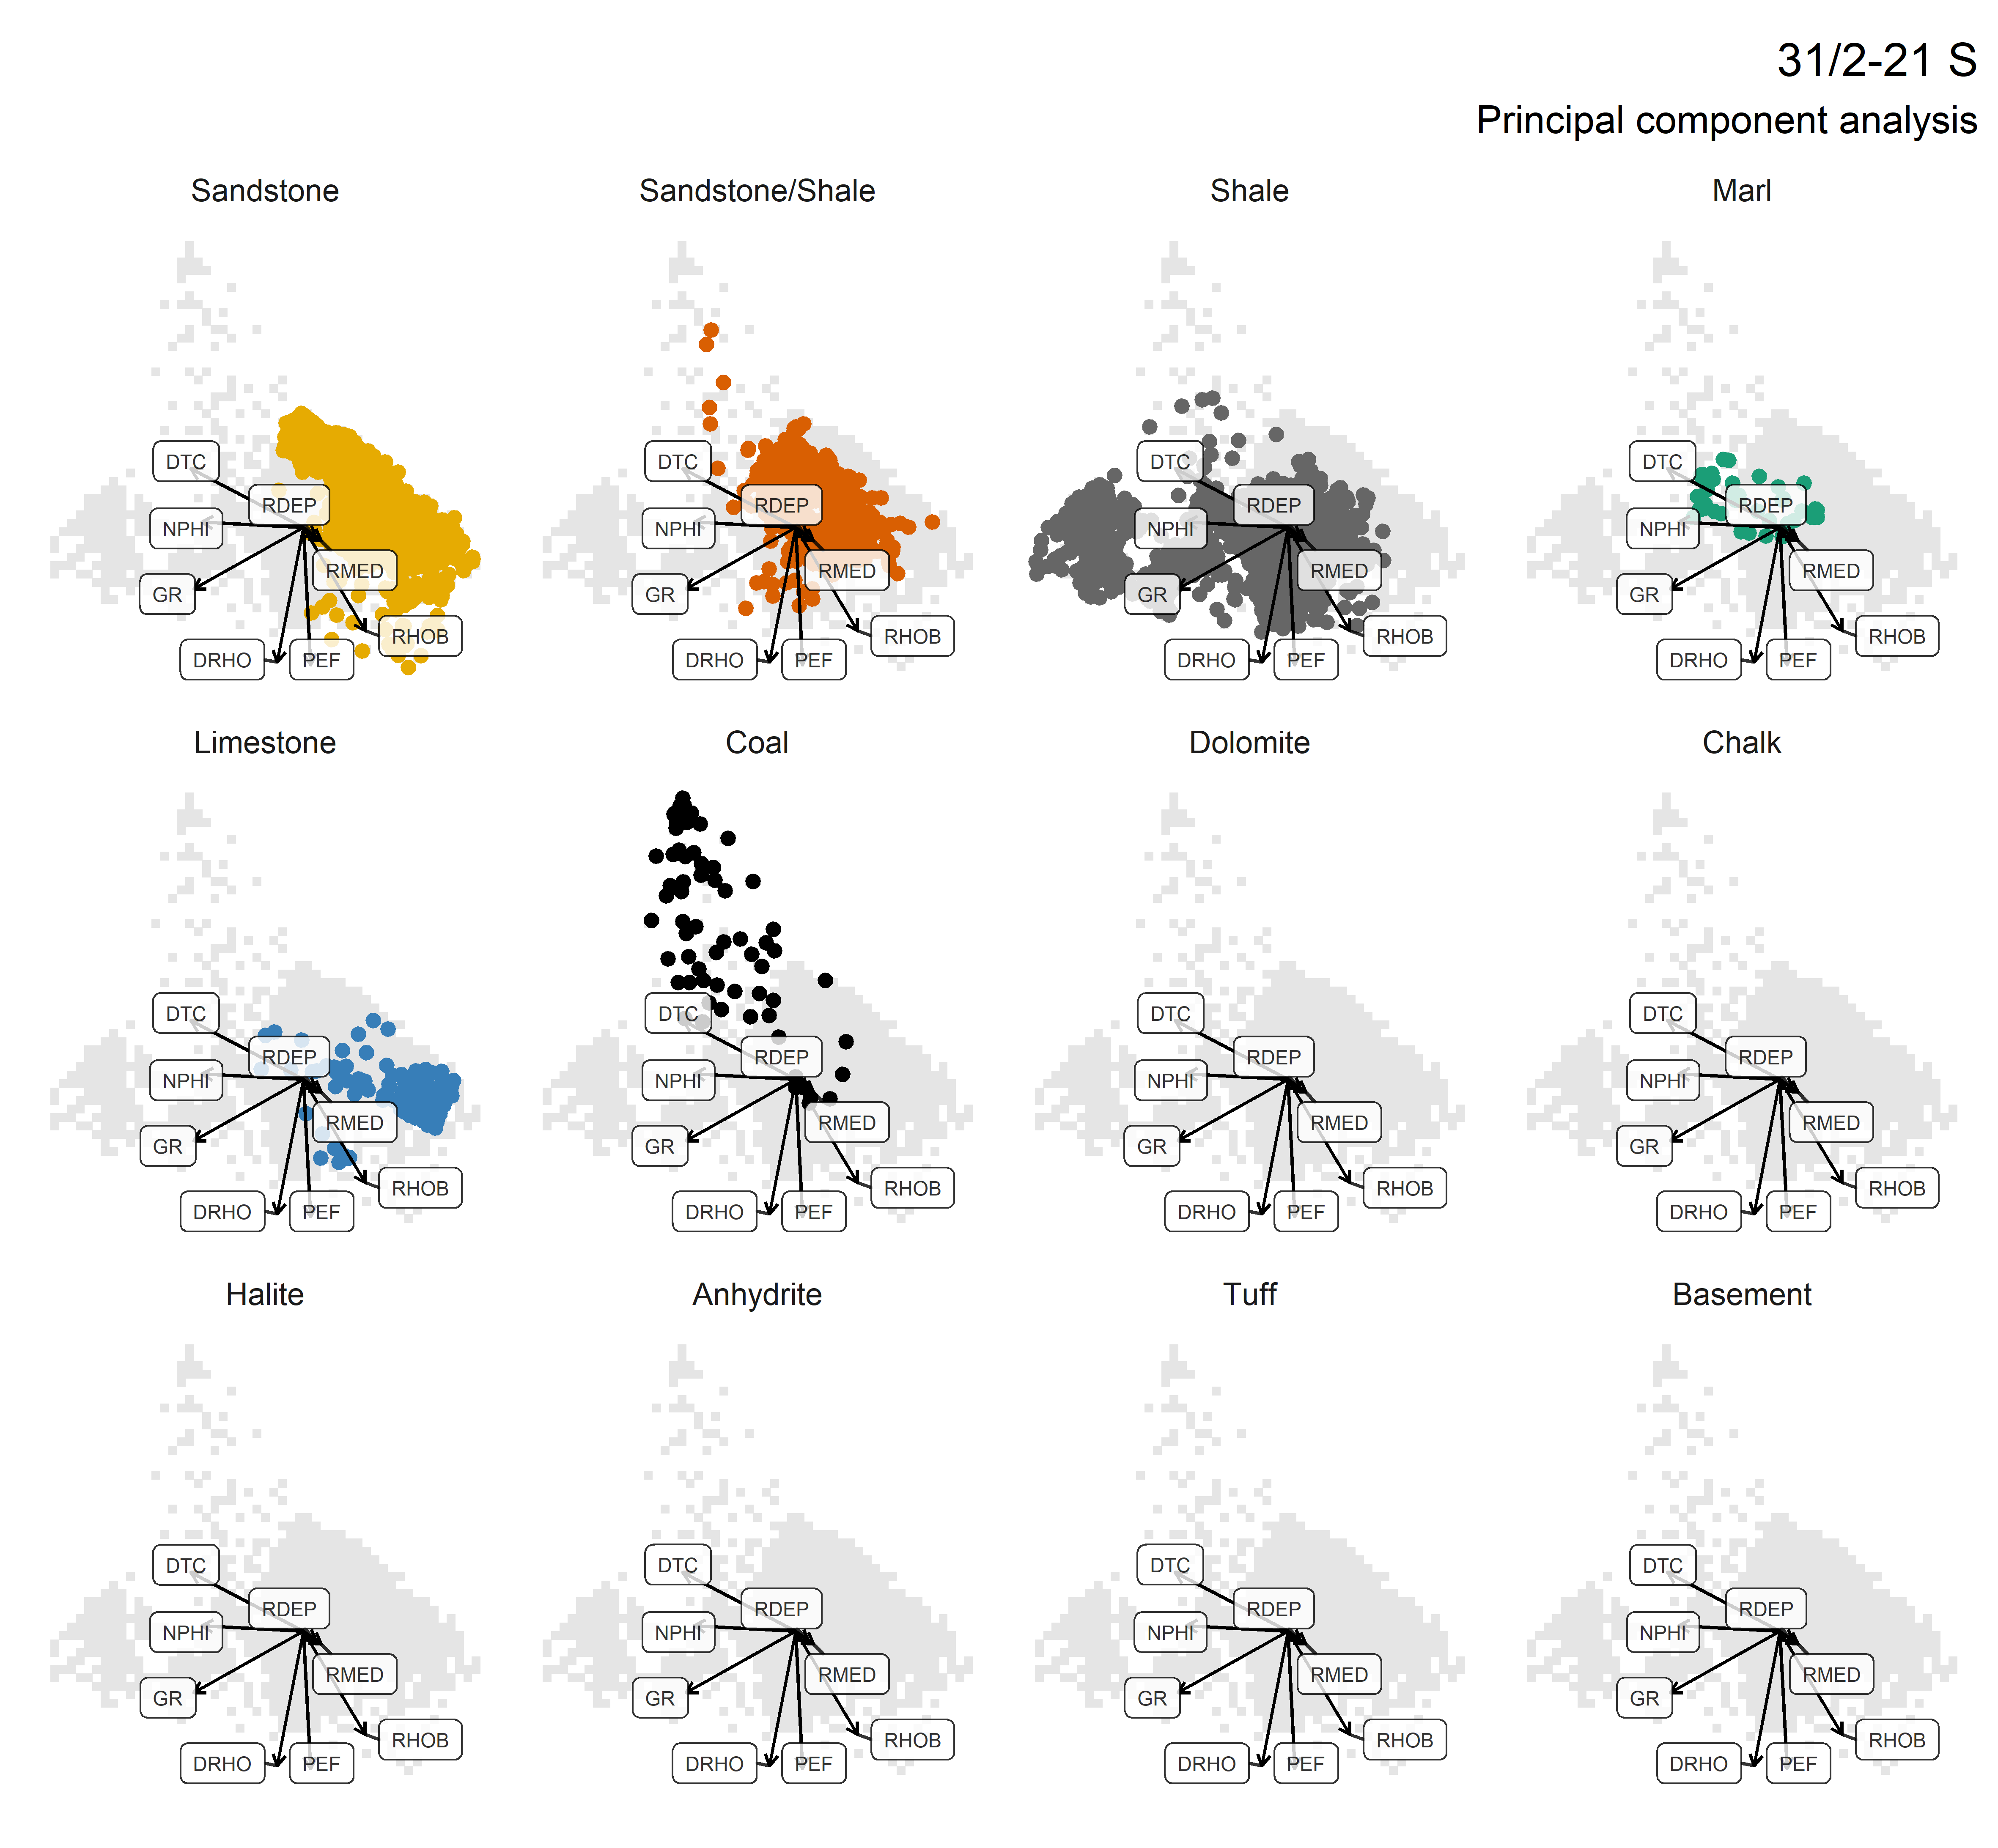 31/2-21 S
Principal component analysis
Sandstone
DTC
RDEP
NPHI
RMED
GR
RHOB
DRHO
PEF
Sandstone/Shale
DTC
RDEP
NPHI
RMED
GR
RHOB
DRHO
PEF
Shale
DTC
RDEP
NPHI
RMED
GR
RHOB
DRHO
PEF
Marl
DTC
RDEP
NPHI
RMED
GR
RHOB
DRHO
PEF
Limestone
DTC
RDEP
NPHI
RMED
GR
RHOB
DRHO
PEF
Coal
DTC
RDEP
NPHI
RMED
GR
RHOB
DRHO
PEF
Dolomite
DTC
RDEP
NPHI
RMED
GR
RHOB
DRHO
PEF
Chalk
DTC
RDEP
NPHI
RMED
GR
RHOB
DRHO
PEF
Halite
DTC
RDEP
NPHI
RMED
GR
RHOB
DRHO
PEF
Anhydrite
DTC
RDEP
NPHI
RMED
GR
RHOB
DRHO
PEF
Tuff
DTC
RDEP
NPHI
RMED
GR
RHOB
DRHO
PEF
Basement
DTC
RDEP
NPHI
RMED
GR
RHOB
DRHO
PEF